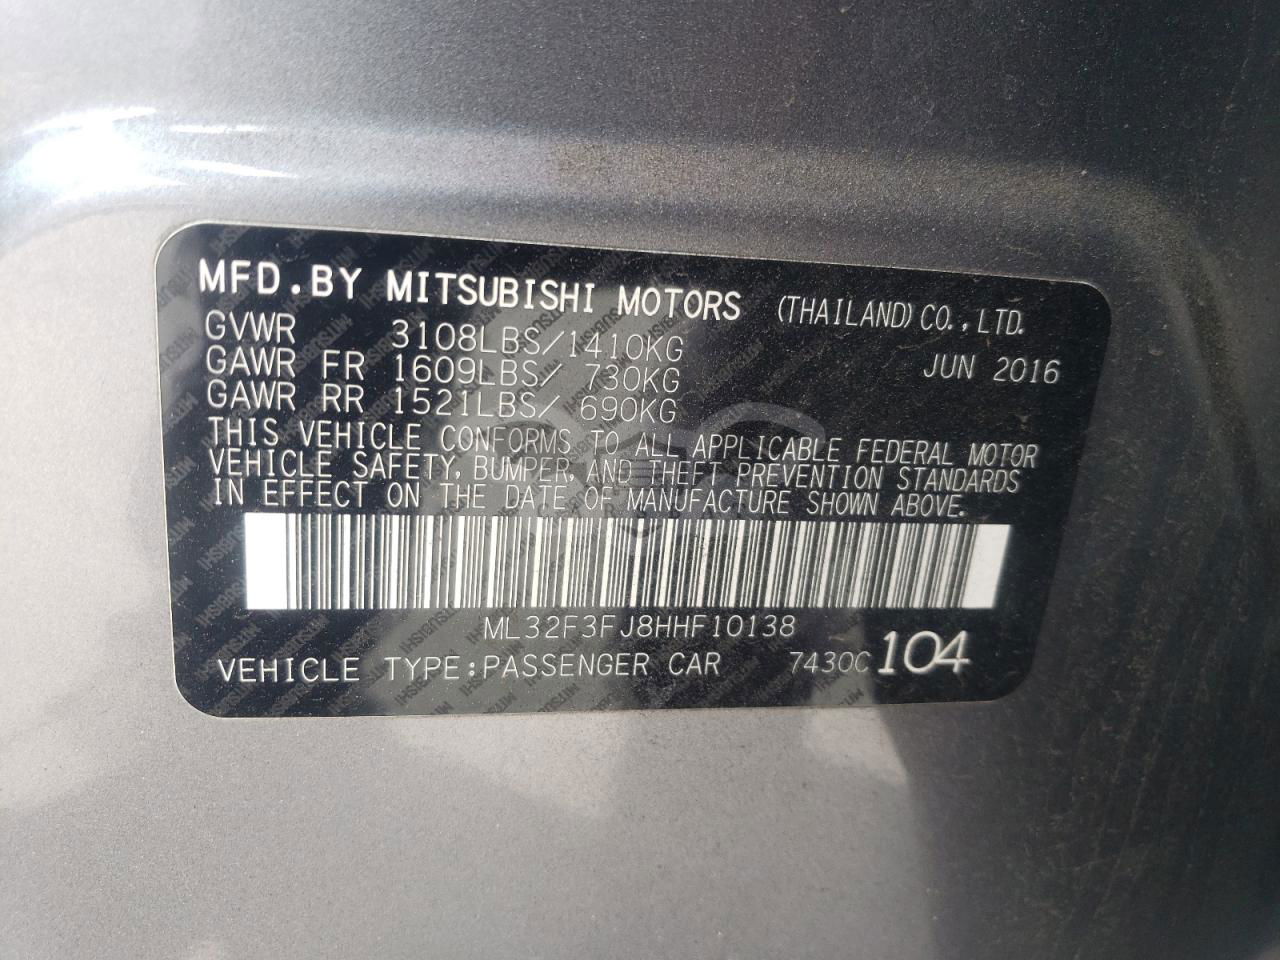 MFD.BY MITSUBISHI MOTORS (THAILAND) CO.,LTD.
GVWR 3108LBS/1410KG JUN 2016
GAWR FR 1609LBS/ 730KG
GAWR RR 1521LBS/ 690KG
THIS VEHICLE CONFORMS TO ALL APPLICABLE FEDERAL MOTOR
VEHICLE SAFETY, BUMPER, AND THEFT PREVENTION STANDARDS
IN EFFECT ON THE DATE OF MANUFACTURE SHOWN ABOVE.
ML32F3FJ8HHF10138
VEHICLE TYPE:PASSENGER CAR 7430C 104